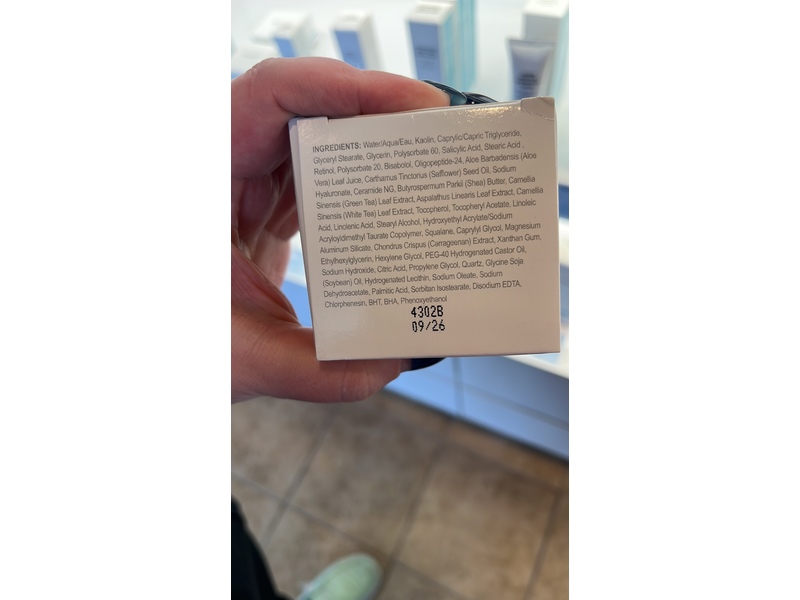 INGREDIENTS: Water/Aqua/Eau, Kaolin, Caprylic/Capric Triglyceride,
Glyceryl Stearate, Glycerin, Polysorbate 60, Salicylic Acid, Stearic Acid ,
Retinol, Polysorbate 20, Bisabolol, Oligopeptide-24, Aloe Barbadensis (Aloe
Vera) Leaf Juice, Carthamus Tinctorius (Safflower) Seed Oil, Sodium
Hyaluronate, Ceramide NG, Butyrospermum Parkii (Shea) Butter, Camellia
Sinensis (Green Tea) Leaf Extract, Aspalathus Linearis Leaf Extract, Camellia
Sinensis (White Tea) Leaf Extract, Tocopherol, Tocopheryl Acetate, Linoleic
Acid, Linolenic Acid, Stearyl Alcohol, Hydroxyethyl Acrylate/Sodium
Acryloyldimethyl Taurate Copolymer, Squalane, Caprylyl Glycol, Magnesium
Aluminum Silicate, Chondrus Crispus (Carrageenan) Extract, Xanthan Gum,
Ethylhexylglycerin, Hexylene Glycol, PEG-40 Hydrogenated Castor Oil,
Sodium Hydroxide, Citric Acid, Propylene Glycol, Quartz, Glycine Soja
(Soybean) Oil, Hydrogenated Lecithin, Sodium Oleate, Sodium
Dehydroacetate, Palmitic Acid, Sorbitan Isostearate, Disodium EDTA,
Chlorphenesin, BHT, BHA, Phenoxyethanol
4302B
09/26